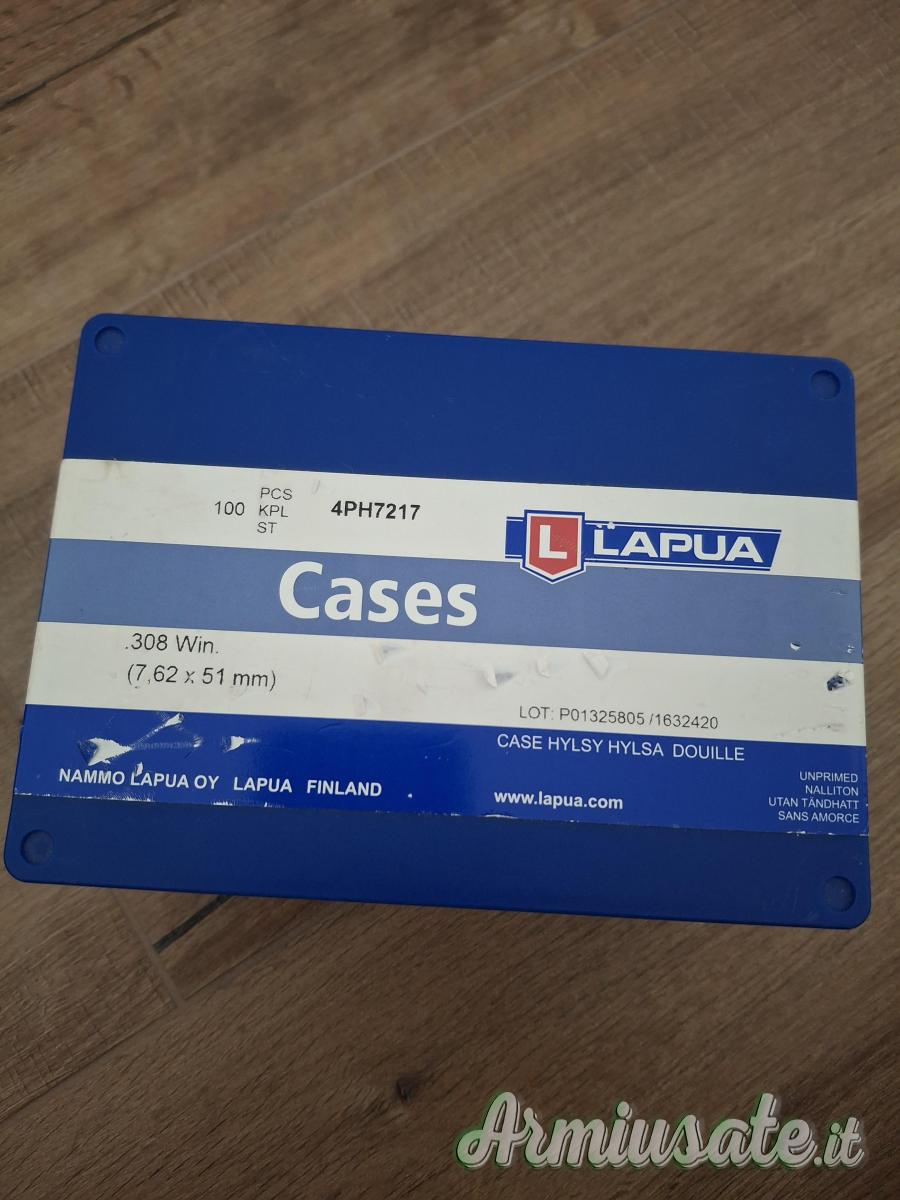 100 PCS
KPL
ST
4PH7217
L LAPUA
Cases
.308 Win.
(7,62 x 51 mm)
LOT: P01325805 /1632420
CASE HYLSY HYLSA DOUILLE
NAMMO LAPUA OY LAPUA FINLAND
www.lapua.com
UNPRIMED
NALLITON
UTAN TÄNDHATT
SANS AMORCE
Armiusate.it